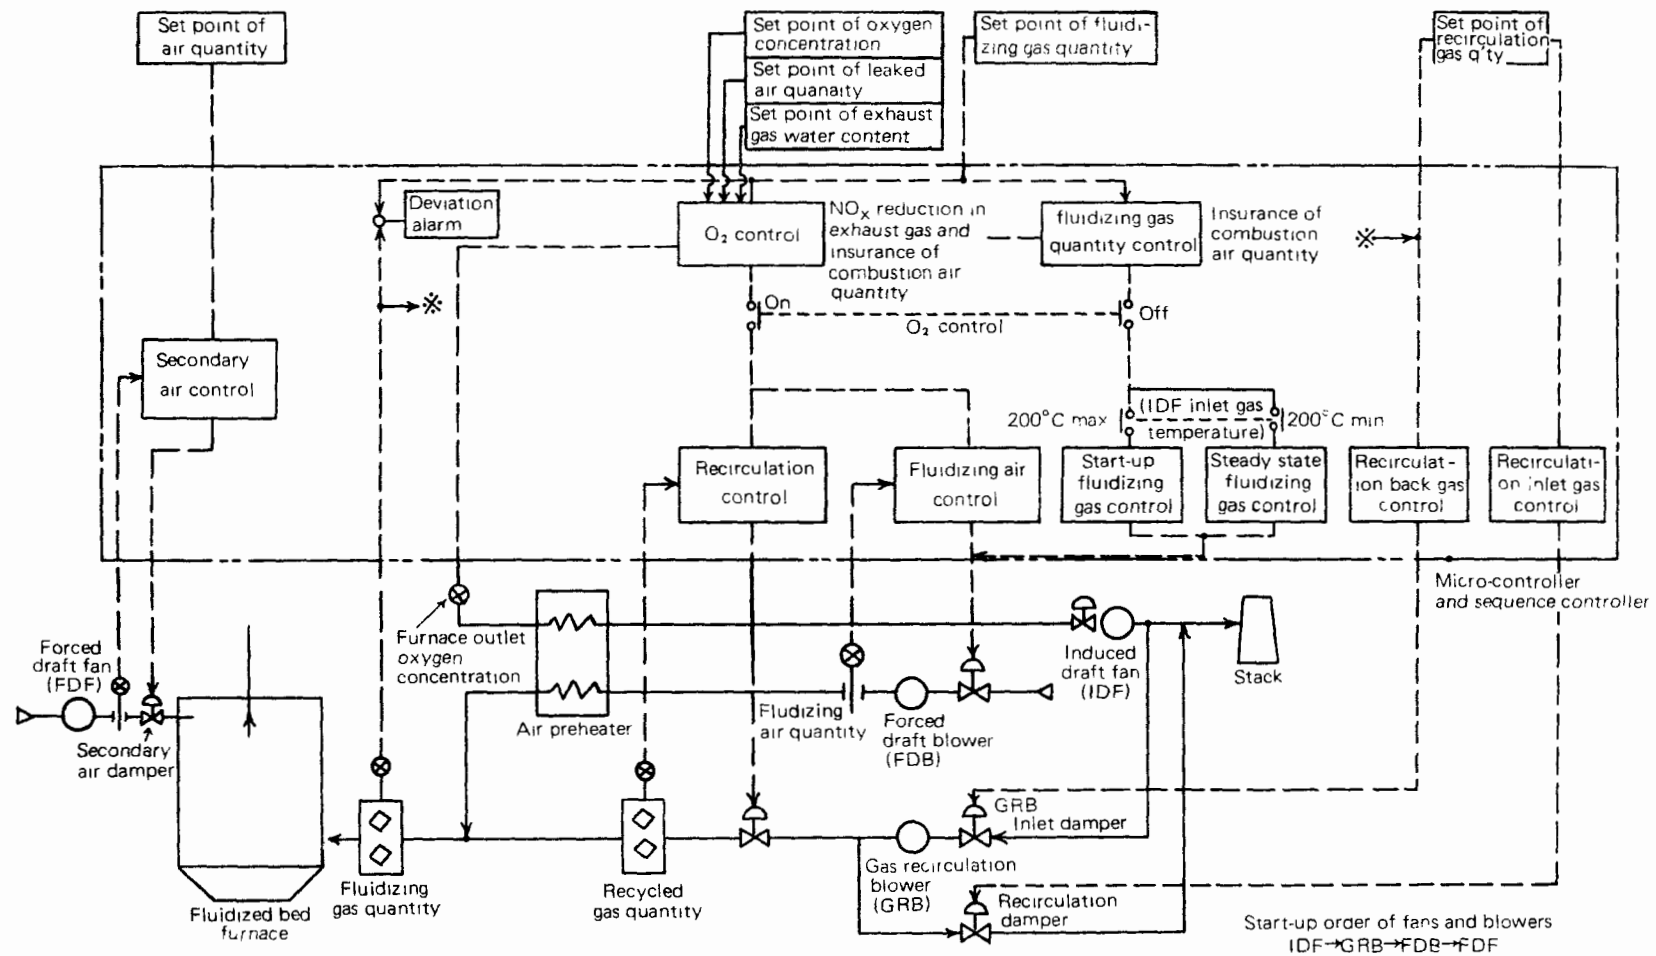 Set point of
air quantity
Set point of oxygen
concentration
Set point of leaked
air quanaity
Set point of exhaust
gas water content
Set point of fluidi-
zing gas quantity
Set point of
recirculation
gas q'ty
Deviation
alarm
O₂ control
NOx reduction in
exhaust gas and
insurance of
combustion air
quantity
fluidizing gas
quantity control
Insurance of
combustion
air quantity
※
※
On
O₂ control
Off
Secondary
air control
200°C max
(IDF inlet gas
temperature)
200°C min
Recirculation
control
Fluidizing air
control
Start-up
fluidizing
gas control
Steady state
fluidizing
gas control
Recirculat-
ion back gas
control
Recirculati-
on inlet gas
control
Micro-controller
and sequence controller
Forced
draft fan
(FDF)
Furnace outlet
oxygen
concentration
Induced
draft fan
(IDF)
Stack
Secondary
air damper
Air preheater
Fludizing
air quantity
Forced
draft blower
(FDB)
GRB
Inlet damper
Fluidized bed
furnace
Fluidizing
gas quantity
Recycled
gas quantity
Gas recirculation
blower
(GRB)
Recirculation
damper
Start-up order of fans and blowers
IDF→GRB→FDB→FDF